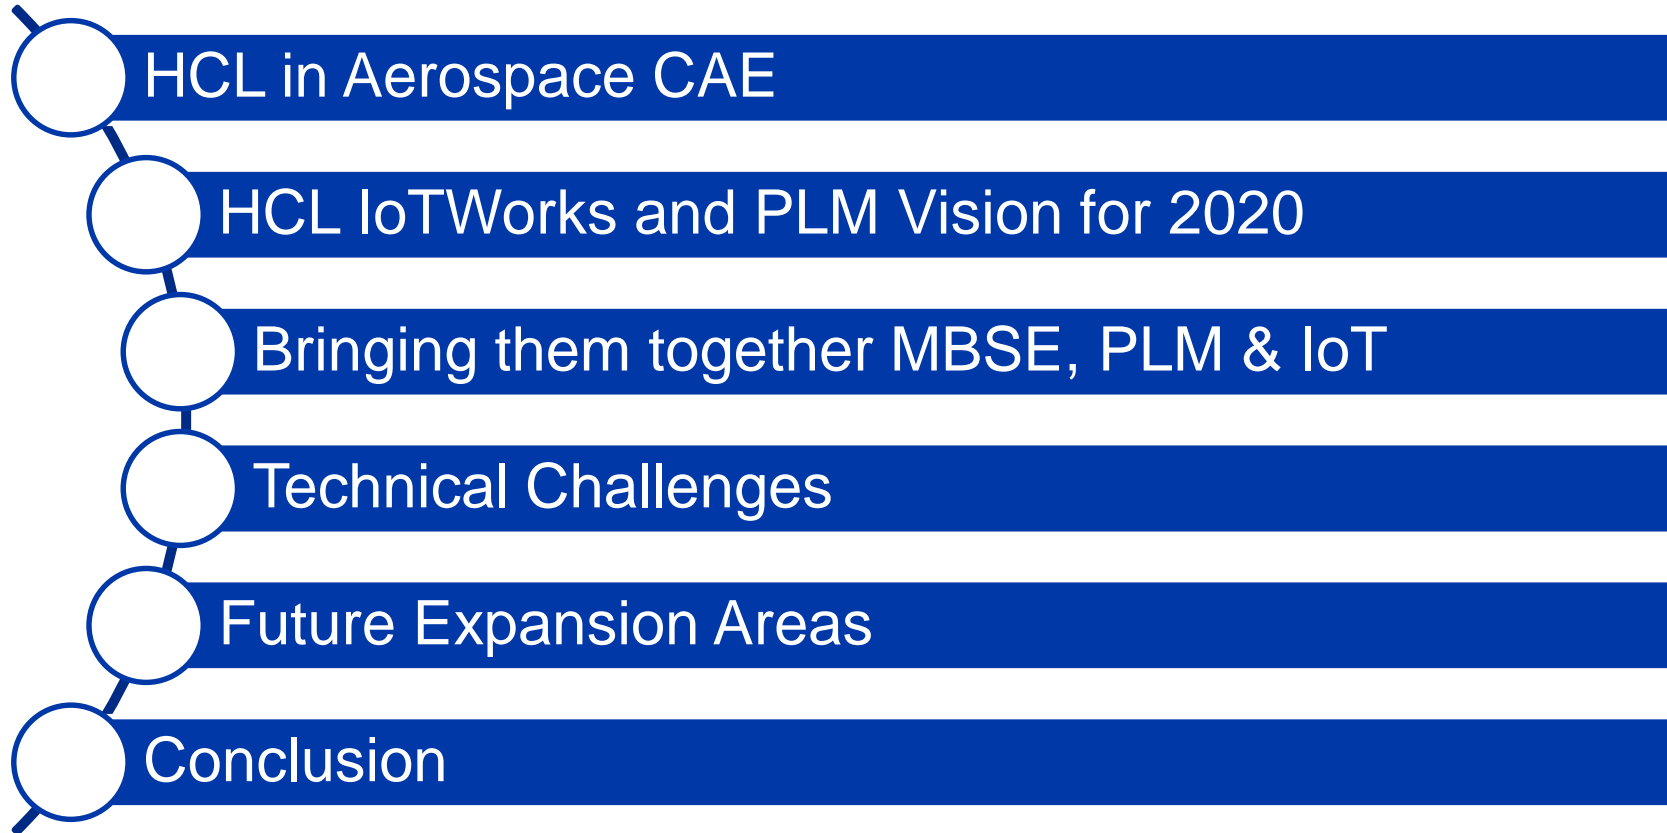 HCL in Aerospace CAE
HCL IoTWorks and PLM Vision for 2020
Bringing them together MBSE, PLM & IoT
Technical Challenges
Future Expansion Areas
Conclusion